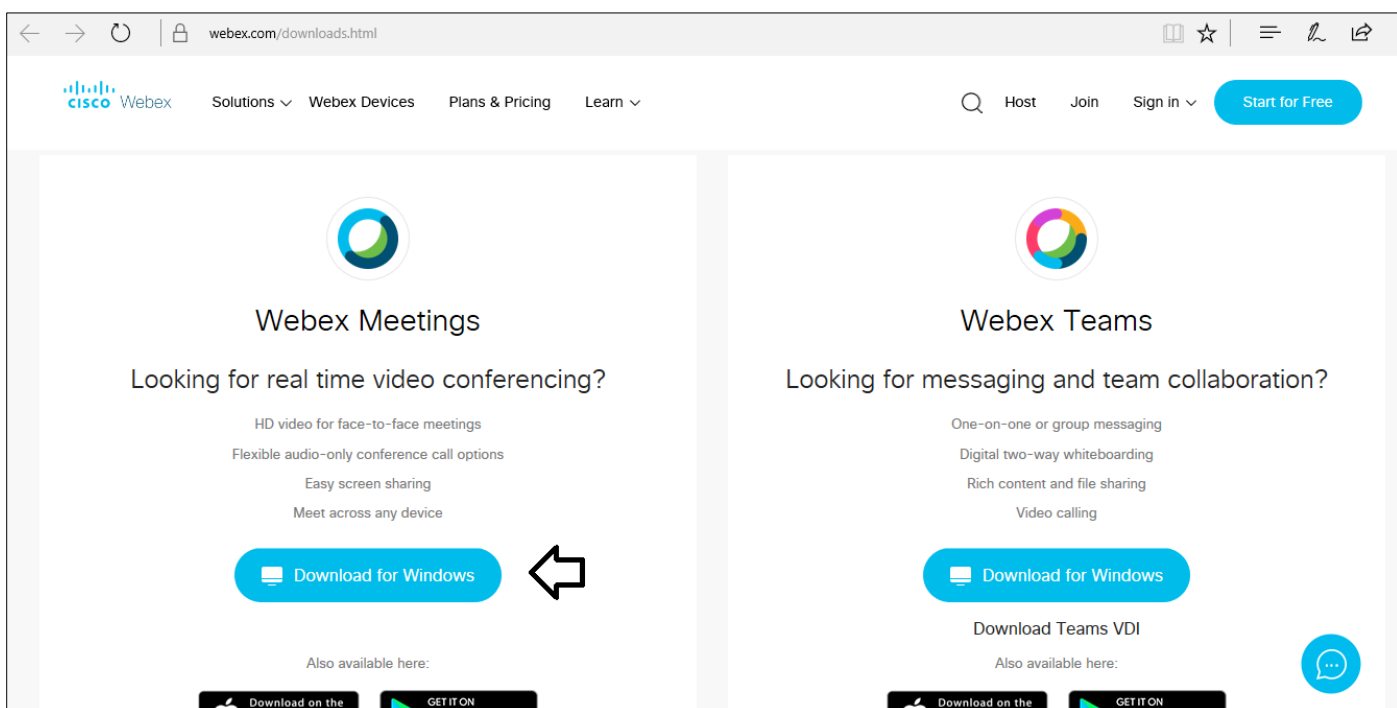 webex.com/downloads.html
CISCO Webex Solutions Webex Devices Plans & Pricing Learn Host Join Sign in Start for Free
Webex Meetings
Looking for real time video conferencing?
HD video for face-to-face meetings
Flexible audio-only conference call options
Easy screen sharing
Meet across any device
Download for Windows
Also available here:
Download on the
GET IT ON
Webex Teams
Looking for messaging and team collaboration?
One-on-one or group messaging
Digital two-way whiteboarding
Rich content and file sharing
Video calling
Download for Windows
Download Teams VDI
Also available here:
Download on the
GET IT ON